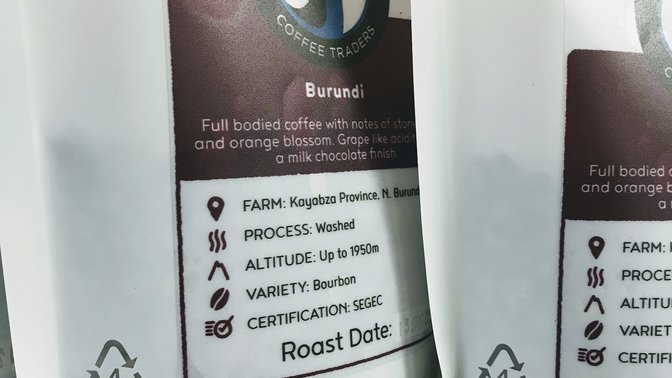 COFFEE TRADERS
Burundi
Full bodied coffee with notes of stone
and orange blossom. Grape like acidit
a milk chocolate finish
FARM: Kayabza Province, N. Burund
PROCESS: Washed
ALTITUDE: Up to 1950m
VARIETY: Bourbon
CERTIFICATION: SEGEC
Roast Date:
Full bodied
and orange
FARM:
PROCE
ALTITU
VARIET
CERTIFI